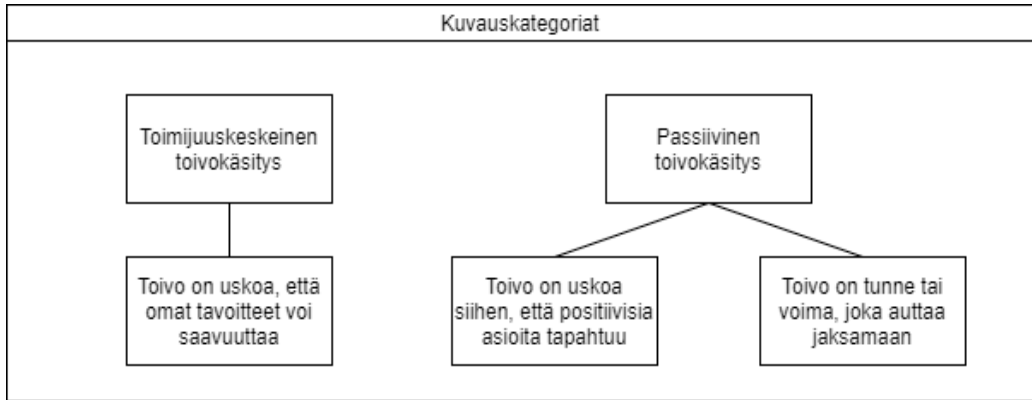 Kuvauskategoriat
Toimijuuskeskeinen
toivokäsitys
Passiivinen
toivokäsitys
Toivo on uskoa, että
omat tavoitteet voi
saavuuttaa
Toivo on uskoa
siihen, että positiivisia
asioita tapahtuu
Toivo on tunne tai
voima, joka auttaa
jaksamaan